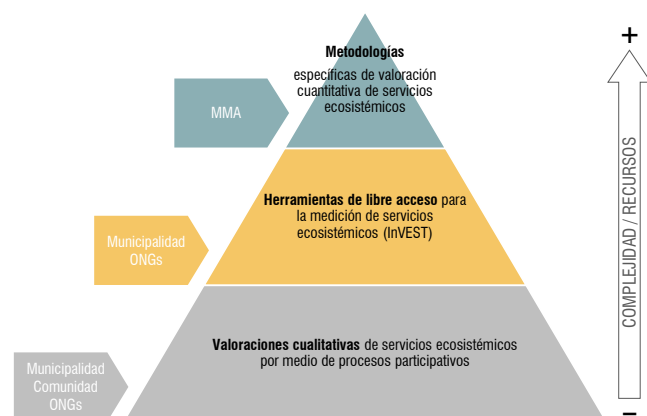 Metodologías
específicas de valoración
cuantitativa de servicios
ecosistémicos
MMA
Herramientas de libre acceso para
la medición de servicios
ecosistémicos (InVEST)
Municipalidad
ONGs
Valoraciones cualitativas de servicios ecosistémicos
por medio de procesos participativos
Municipalidad
Comunidad
ONGs
+
COMPLEJIDAD / RECURSOS
–